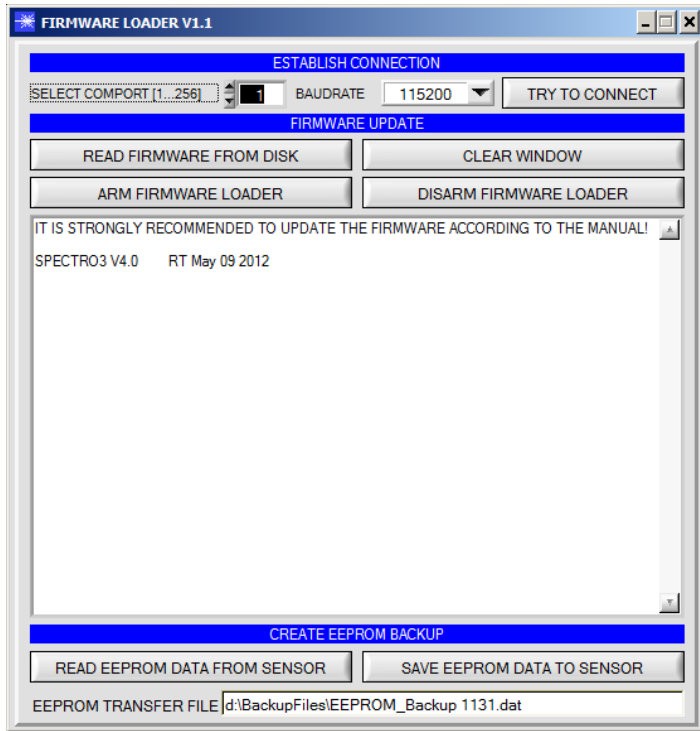 FIRMWARE LOADER V1.1
ESTABLISH CONNECTION
SELECT COMPORT [1...256] 1 BAUDRATE 115200 TRY TO CONNECT
FIRMWARE UPDATE
READ FIRMWARE FROM DISK CLEAR WINDOW
ARM FIRMWARE LOADER DISARM FIRMWARE LOADER
IT IS STRONGLY RECOMMENDED TO UPDATE THE FIRMWARE ACCORDING TO THE MANUAL!
SPECTRO3 V4.0 RT May 09 2012
CREATE EEPROM BACKUP
READ EEPROM DATA FROM SENSOR SAVE EEPROM DATA TO SENSOR
EEPROM TRANSFER FILE d:\BackupFiles\EEPROM_Backup 1131.dat